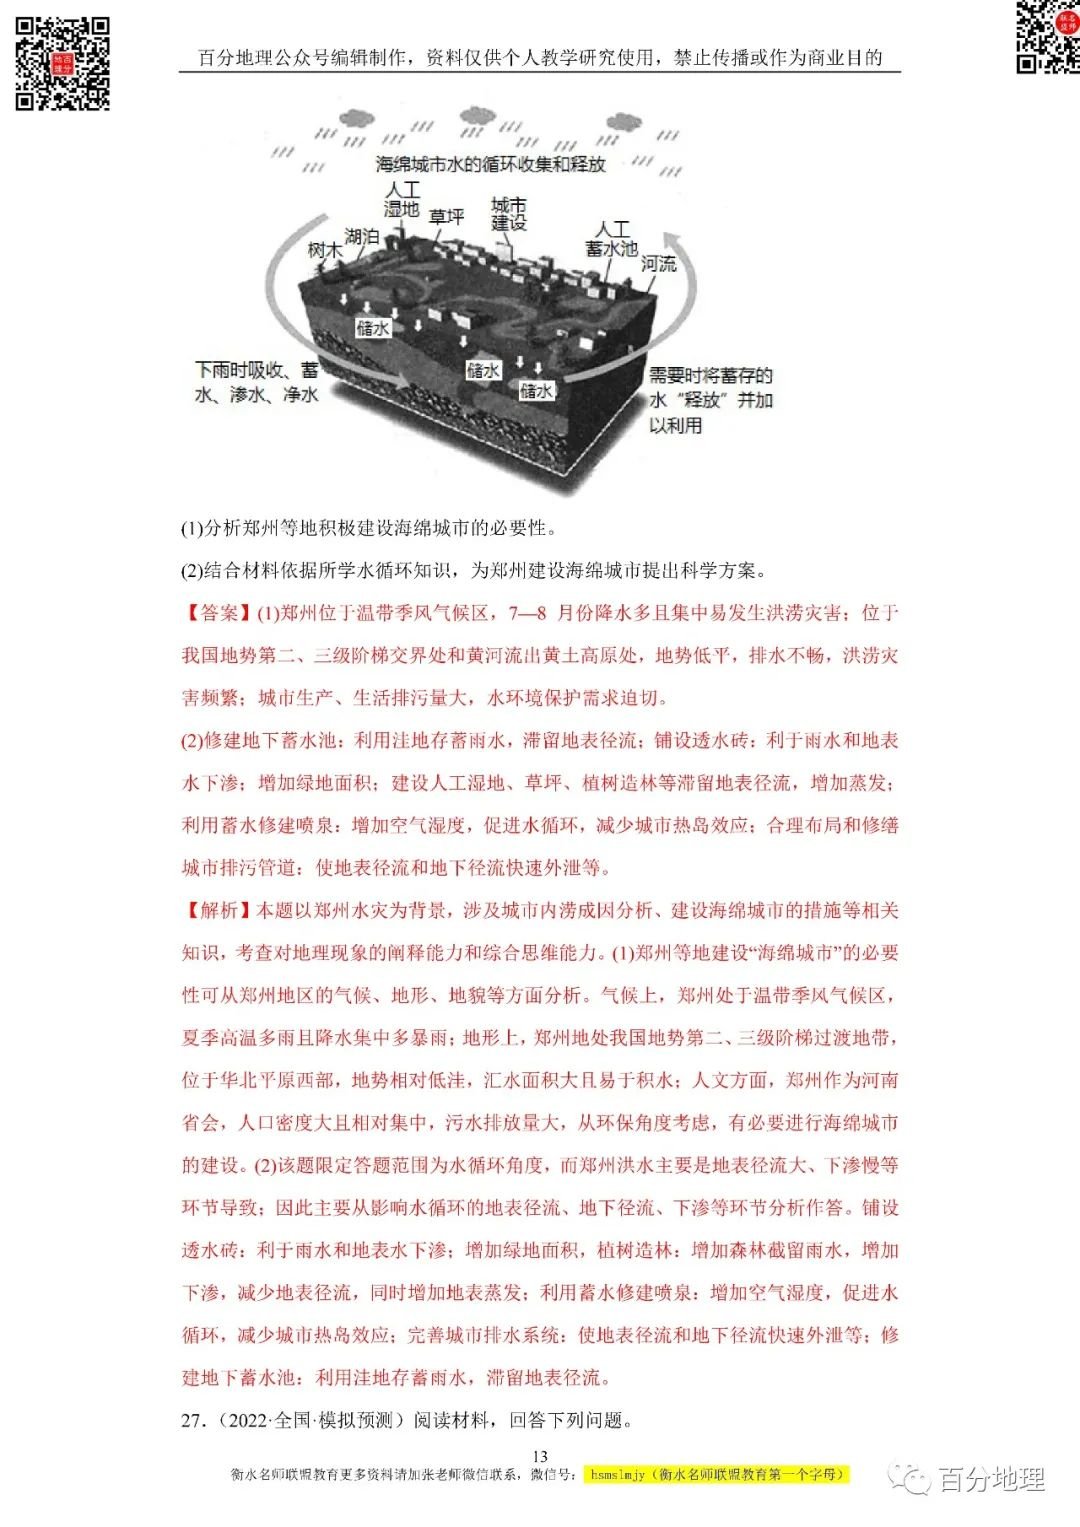 百分地理公众号编辑制作，资料仅供个人教学研究使用，禁止传播或作为商业目的
海绵城市水的循环收集和释放
人工
湿地
草坪
城市
建设
人工
蓄水池
树木
湖泊
河流
储水
储水
储水
下雨时吸收、蓄
水、渗水、净水
需要时将蓄存的
水“释放”并加
以利用
(1)分析郑州等地积极建设海绵城市的必要性。
(2)结合材料依据所学水循环知识，为郑州建设海绵城市提出科学方案。
【答案】(1)郑州位于温带季风气候区，7—8 月份降水多且集中易发生洪涝灾害；位于
我国地势第二、三级阶梯交界处和黄河流出黄土高原处，地势低平，排水不畅，洪涝灾
害频繁；城市生产、生活排污量大，水环境保护需求迫切。
(2)修建地下蓄水池：利用洼地存蓄雨水，滞留地表径流；铺设透水砖：利于雨水和地表
水下渗；增加绿地面积；建设人工湿地、草坪、植树造林等滞留地表径流，增加蒸发；
利用蓄水修建喷泉：增加空气湿度，促进水循环，减少城市热岛效应；合理布局和修缮
城市排污管道：使地表径流和地下径流快速外泄等。
【解析】本题以郑州水灾为背景，涉及城市内涝成因分析、建设海绵城市的措施等相关
知识，考查对地理现象的阐释能力和综合思维能力。(1)郑州等地建设“海绵城市”的必要
性可从郑州地区的气候、地形、地貌等方面分析。气候上，郑州处于温带季风气候区，
夏季高温多雨且降水集中多暴雨；地形上，郑州地处我国地势第二、三级阶梯过渡地带，
位于华北平原西部，地势相对低洼，汇水面积大且易于积水；人文方面，郑州作为河南
省会，人口密度大且相对集中，污水排放量大，从环保角度考虑，有必要进行海绵城市
的建设。(2)该题限定答题范围为水循环角度，而郑州洪水主要是地表径流大、下渗慢等
环节导致；因此主要从影响水循环的地表径流、地下径流、下渗等环节分析作答。铺设
透水砖：利于雨水和地表水下渗；增加绿地面积，植树造林：增加森林截留雨水，增加
下渗，减少地表径流，同时增加地表蒸发；利用蓄水修建喷泉：增加空气湿度，促进水
循环，减少城市热岛效应；完善城市排水系统：使地表径流和地下径流快速外泄等；修
建地下蓄水池：利用洼地存蓄雨水，滞留地表径流。
27.（2022·全国·模拟预测）阅读材料，回答下列问题。
13
衡水名师联盟教育更多资料请加张老师微信联系，微信号： hsmslmjy（衡水名师联盟教育第一个字母）
百分地理